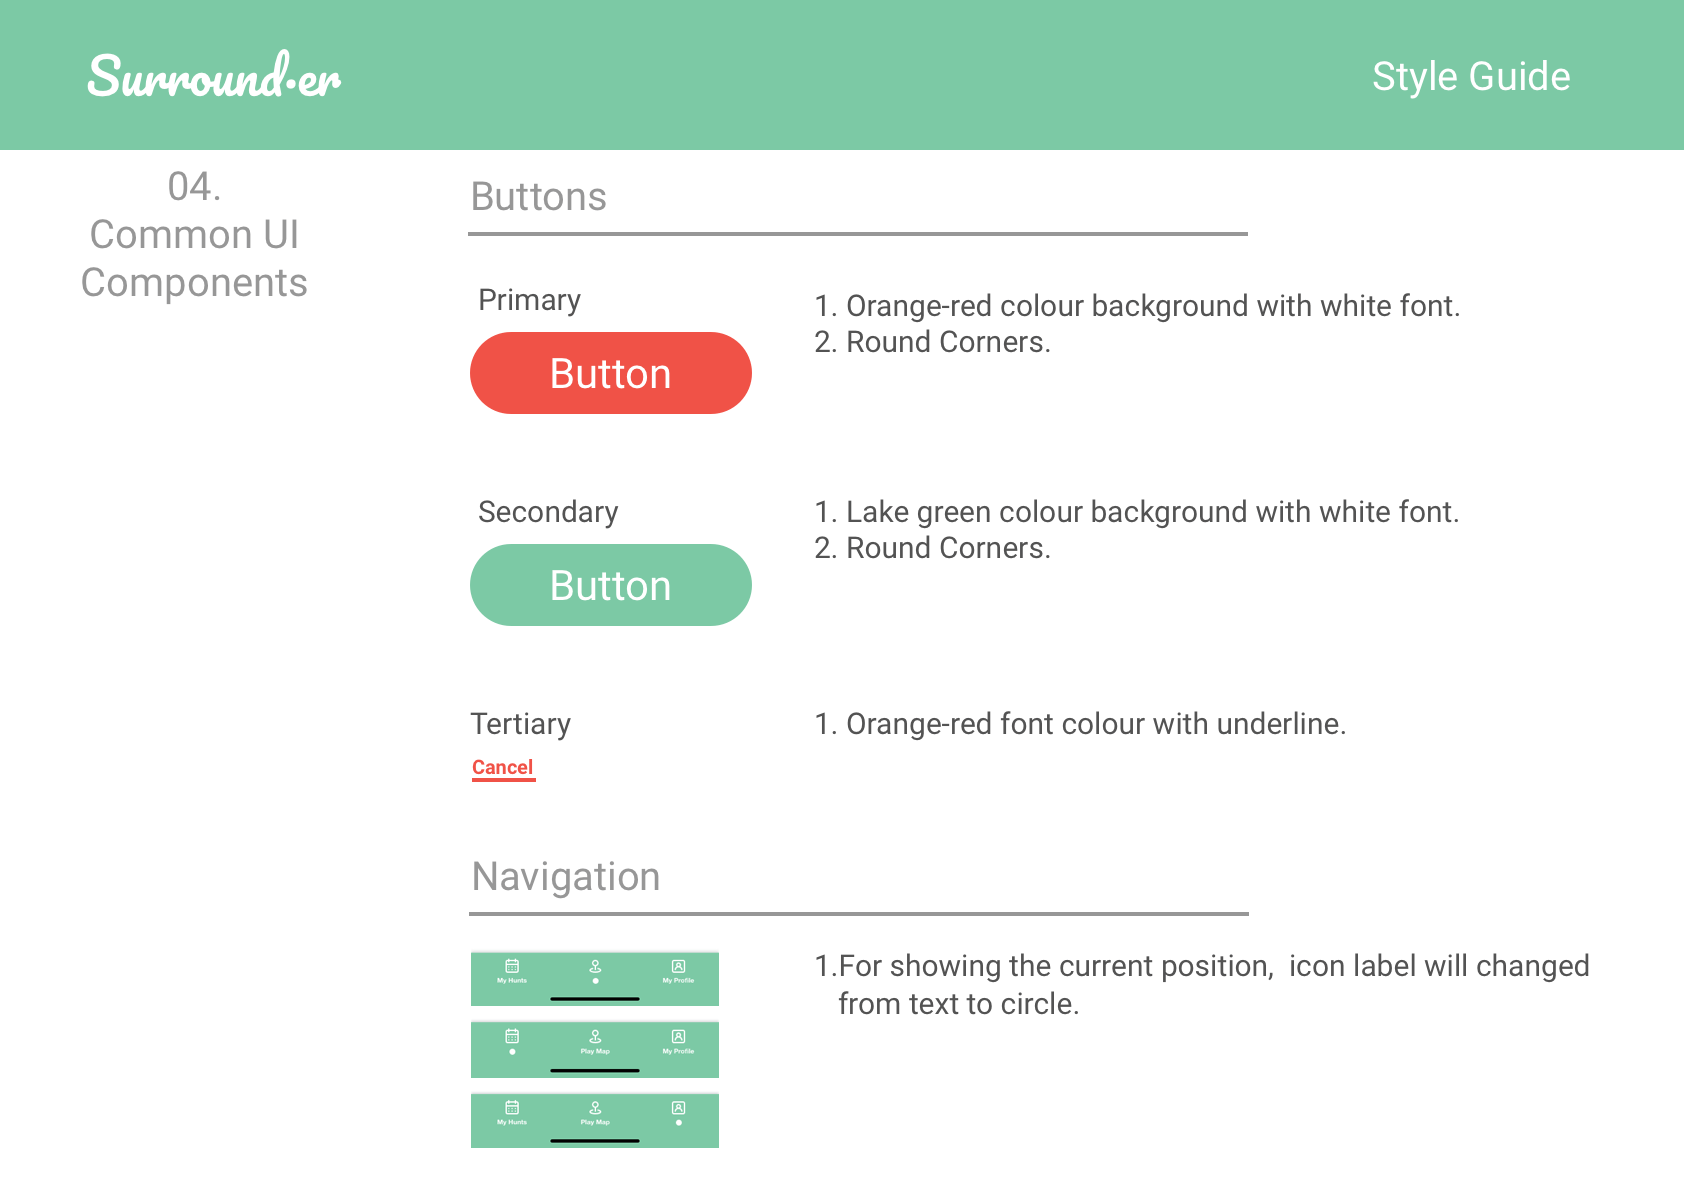 Surround.er
Style Guide
04.
Common UI
Components
Buttons
Primary
Button
1. Orange-red colour background with white font.
2. Round Corners.
Secondary
Button
1. Lake green colour background with white font.
2. Round Corners.
Tertiary
Cancel
1. Orange-red font colour with underline.
Navigation
My Hunts
My Profile
Play Map
My Profile
My Hunts
Play Map
1.For showing the current position,  icon label will changed
from text to circle.